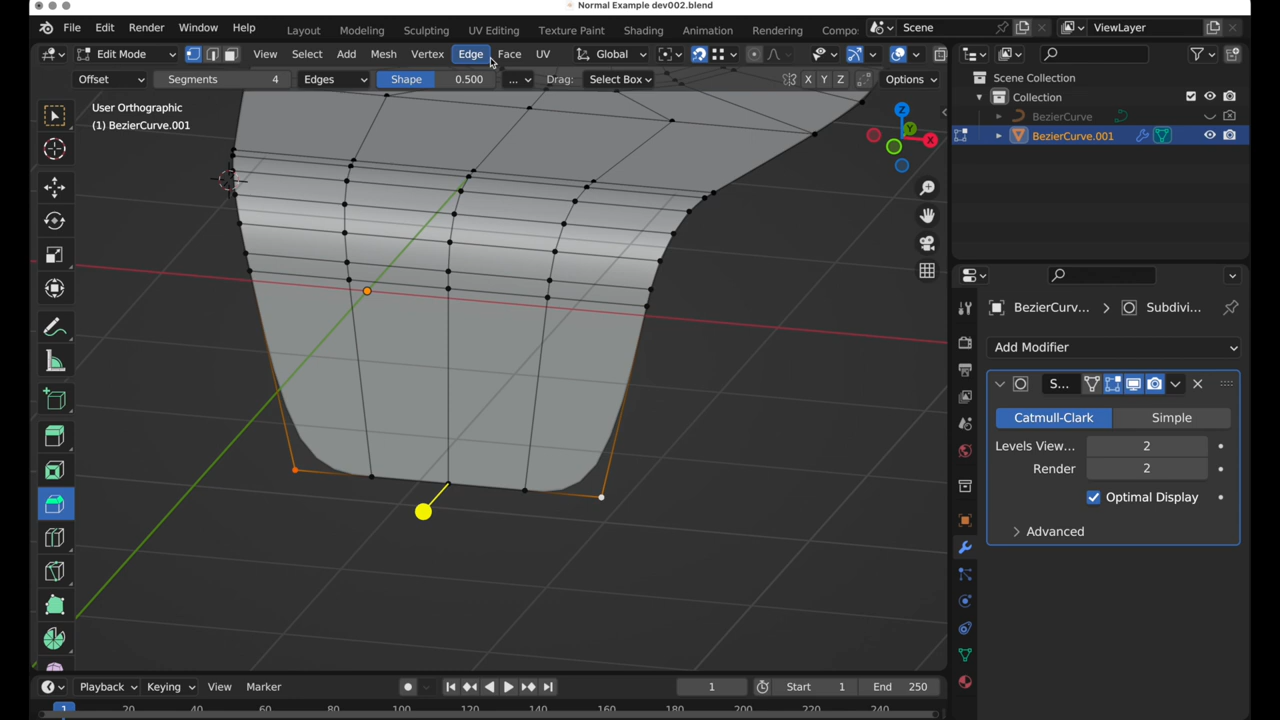 Normal Example dev002.blend
File Edit Render Window Help Layout Modeling Sculpting UV Editing Texture Paint Shading Animation Rendering Compo Scene ViewLayer
Edit Mode View Select Add Mesh Vertex Edge Face UV Global
Offset Segments 4 Edges Shape 0.500 ... Drag: Select Box X Y Z Options
User Orthographic
(1) BezierCurve.001
Z
Y
X
Scene Collection
Collection
BezierCurve
BezierCurve.001
BezierCurv... Subdivi...
Add Modifier
S...
Catmull-Clark Simple
Levels View... 2
Render 2
Optimal Display
Advanced
Playback Keying View Marker 1 Start 1 End 250
1 20 40 60 80 100 120 140 160 180 200 220 240